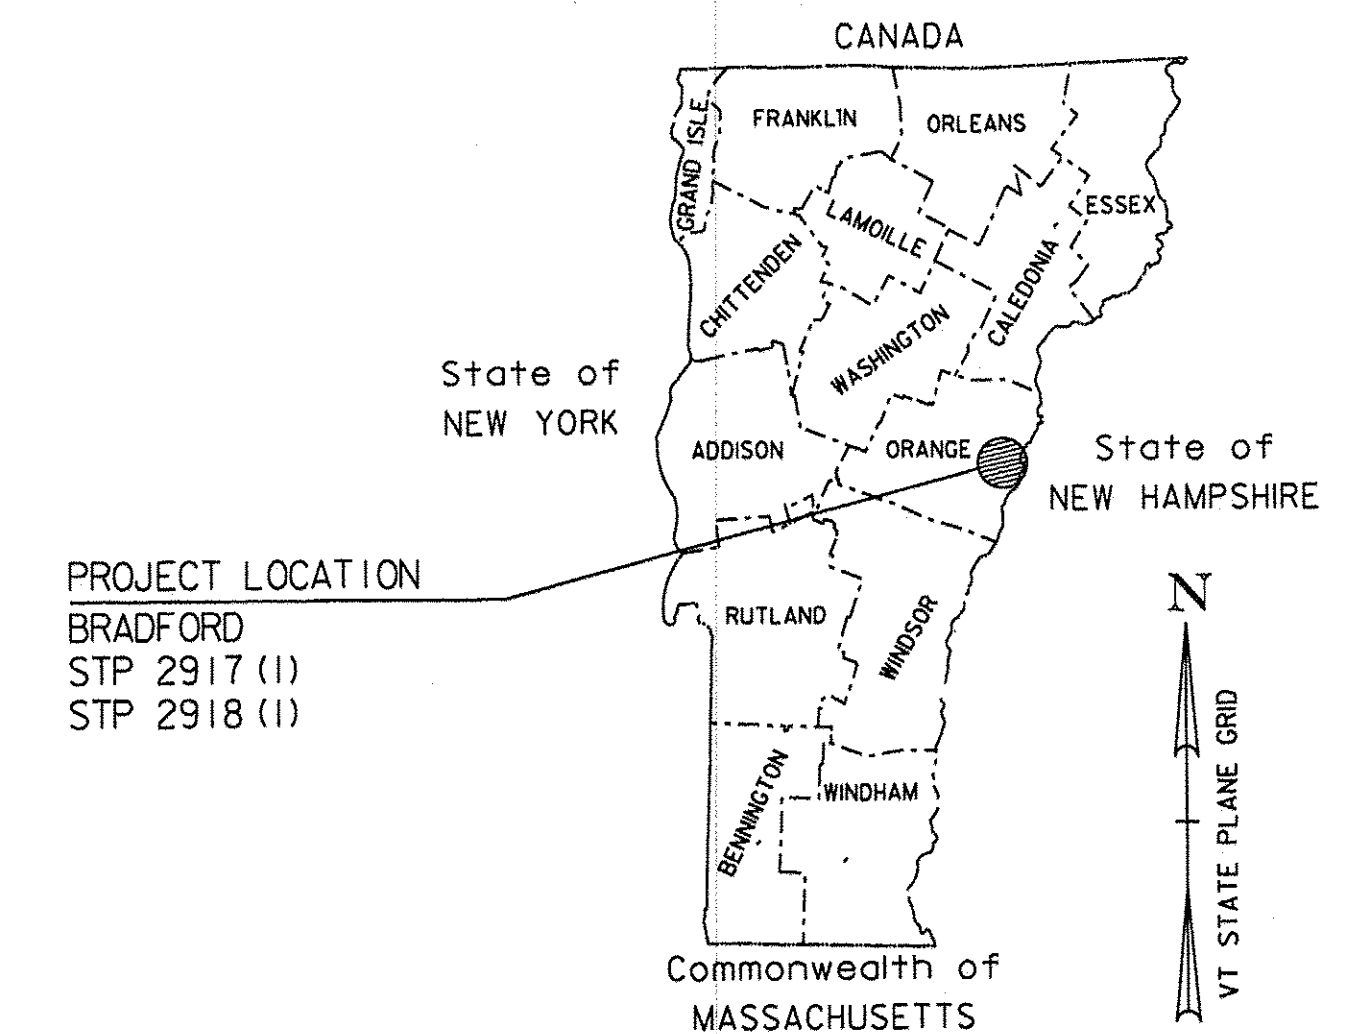 CANADA
GRAND ISLE
FRANKLIN
ORLEANS
ESSEX
LAMOILLE
CHITTENDEN
CALEDONIA
WASHINGTON
State of
NEW YORK
ADDISON
ORANGE
State of
NEW HAMPSHIRE
PROJECT LOCATION
BRADFORD
STP 2917 (1)
STP 2918 (1)
RUTLAND
WINDSOR
BENNINGTON
WINDHAM
N
VT STATE PLANE GRID
Commonwealth of
MASSACHUSETTS